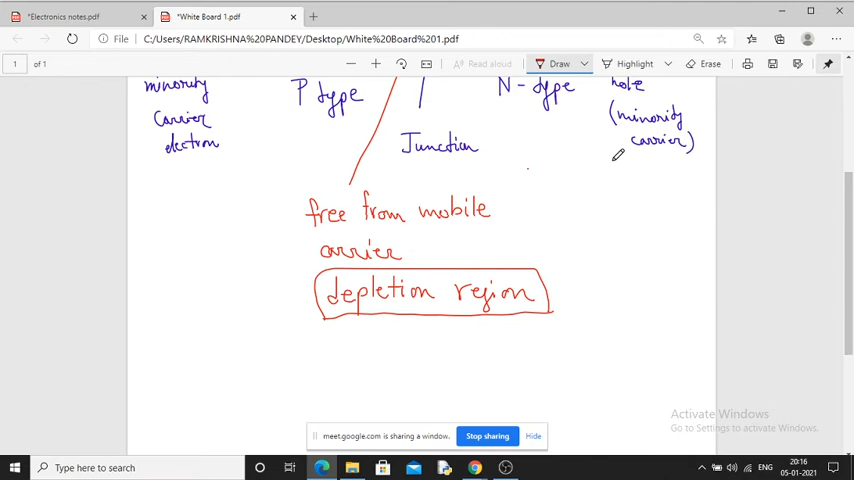 *Electronics notes.pdf
*White Board 1.pdf
File C:/Users/RAMKRISHNA%20PANDEY/Desktop/White%20Board%201.pdf
1 of 1
Read aloud
Draw
Highlight
Erase
minority
carrier
electron
P type
Junction
N-type
hole
(minority
carrier)
free from mobile
carrier
depletion region
Activate Windows
Go to Settings to activate Windows.
meet.google.com is sharing a window.
Stop sharing
Hide
Type here to search
ENG
20:16
05-01-2021